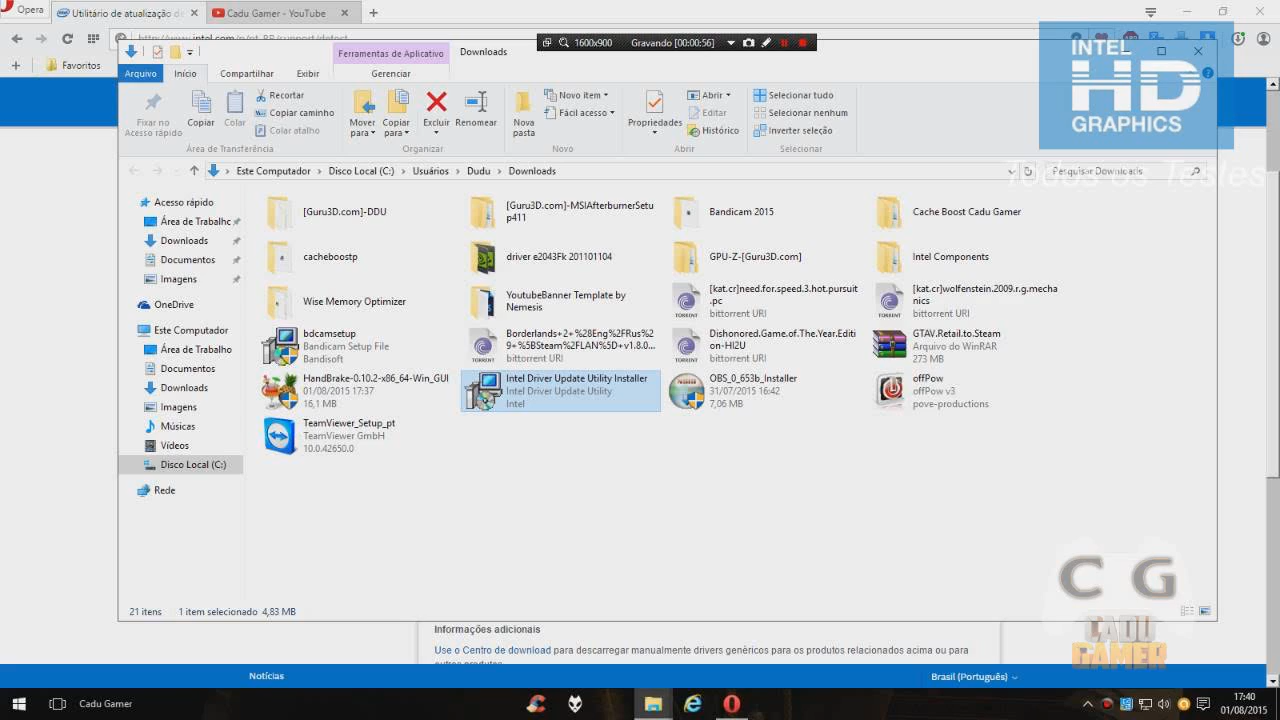 Opera
Utilitário de atualização de
Cadu Gamer - YouTube
Favoritos
1600x900
Gravando [00:00:56]
Ferramentas de Aplicativo
Downloads
Arquivo
Início
Compartilhar
Exibir
Gerenciar
Fixar no
Acesso rápido
Copiar
Colar
Recortar
Copiar caminho
Colar atalho
Área de Transferência
Mover
para
Copiar
para
Excluir
Renomear
Organizar
Nova
pasta
Novo item
Fácil acesso
Novo
Propriedades
Abrir
Editar
Histórico
Abrir
Selecionar tudo
Selecionar nenhum
Inverter seleção
Selecionar
INTEL
HD
GRAPHICS
Todos os Testes
Este Computador
Disco Local (C:)
Usuários
Dudu
Downloads
Pesquisar Downloads
Acesso rápido
Área de Trabalho
Downloads
Documentos
Imagens
OneDrive
Este Computador
Área de Trabalho
Documentos
Downloads
Imagens
Músicas
Vídeos
Disco Local (C:)
Rede
[Guru3D.com]-DDU
[Guru3D.com]-MSIAfterburnerSetu
p411
Bandicam 2015
Cache Boost Cadu Gamer
cacheboostp
driver e2043Fk 201101104
GPU-Z-[Guru3D.com]
Intel Components
Wise Memory Optimizer
YoutubeBanner Template by
Nemesis
[kat.cr]need.for.speed.3.hot.pursuit
.pc
bittorrent URI
[kat.cr]wolfenstein.2009.r.g.mecha
nics
bittorrent URI
bdcamsetup
Bandicam Setup File
Bandisoft
TORRENT
Borderlands+2+%28Eng%2FRus%2
9+%5BSteam%2FLAN%5D+v1.8.0...
bittorrent URI
Dishonored.Game.of.The.Year.Editi
on-HI2U
bittorrent URI
GTAV.Retail.to.Steam
Arquivo do WinRAR
273 MB
HandBrake-0.10.2-x86_64-Win_GUI
01/08/2015 17:37
16,1 MB
Intel Driver Update Utility Installer
Intel Driver Update Utility
Intel
OBS_0_653b_Installer
31/07/2015 16:42
7,06 MB
offPow
offPow v3
pove-productions
TeamViewer_Setup_pt
TeamViewer GmbH
10.0.42650.0
21 itens
1 item selecionado 4,83 MB
C G
CADU
GAMER
Informações adicionais
Use o Centro de download para descarregar manualmente drivers genéricos para os produtos relacionados acima ou para
Notícias
Brasil (Português)
Cadu Gamer
17:40
01/08/2015